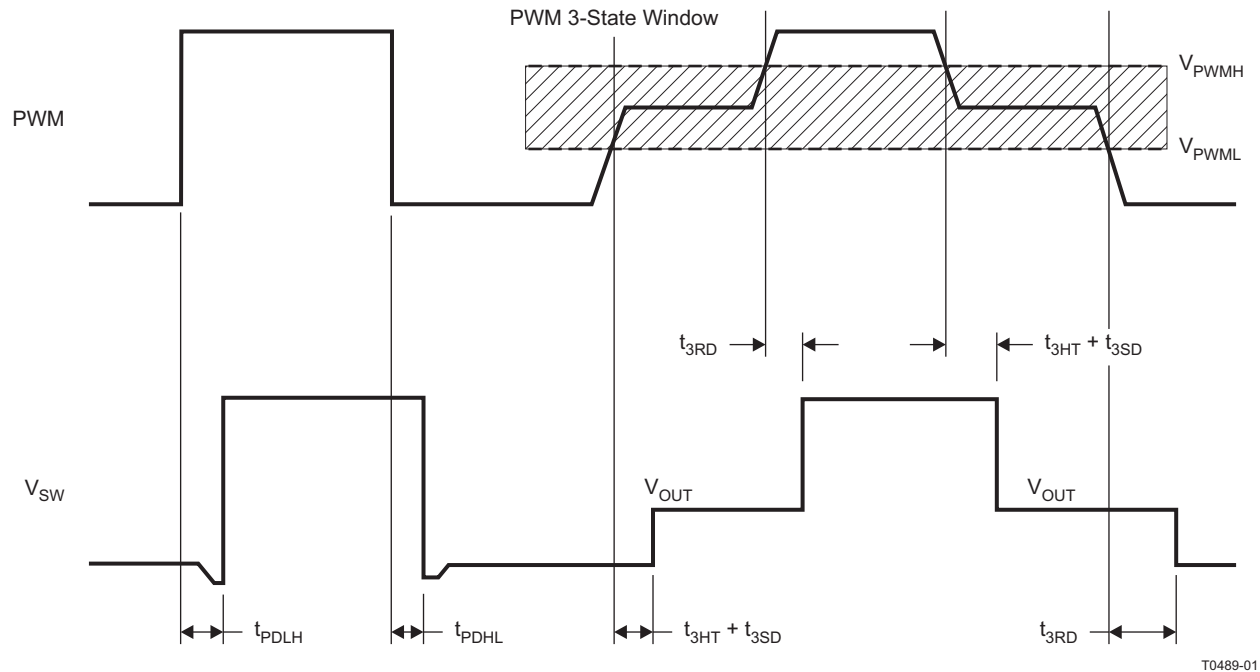 PWM 3-State Window
V_PWMH
PWM
V_PWML
t_3RD
t_3HT + t_3SD
V_SW
V_OUT
V_OUT
t_PDLH
t_PDHL
t_3HT + t_3SD
t_3RD
T0489-01